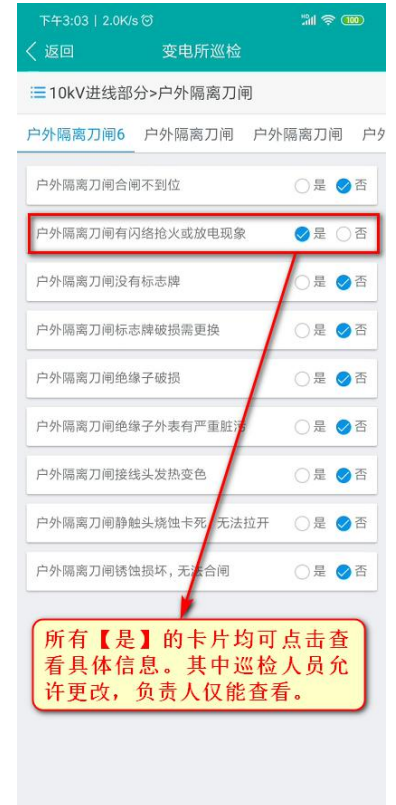 下午3:03 | 2.0K/s
100
返回
变电所巡检
10kV进线部分>户外隔离刀闸
户外隔离刀闸6 户外隔离刀闸 户外隔离刀闸
户外隔离刀闸合闸不到位 是 否
户外隔离刀闸有闪络抢火或放电现象 是 否
户外隔离刀闸没有标志牌 是 否
户外隔离刀闸标志牌破损需更换 是 否
户外隔离刀闸绝缘子破损 是 否
户外隔离刀闸绝缘子外表有严重脏污 是 否
户外隔离刀闸接线头发热变色 是 否
户外隔离刀闸静触头烧蚀卡死,无法拉开 是 否
户外隔离刀闸锈蚀损坏,无法合闸 是 否
所有【是】的卡片均可点击查
看具体信息。其中巡检人员允
许更改，负责人仅能查看。